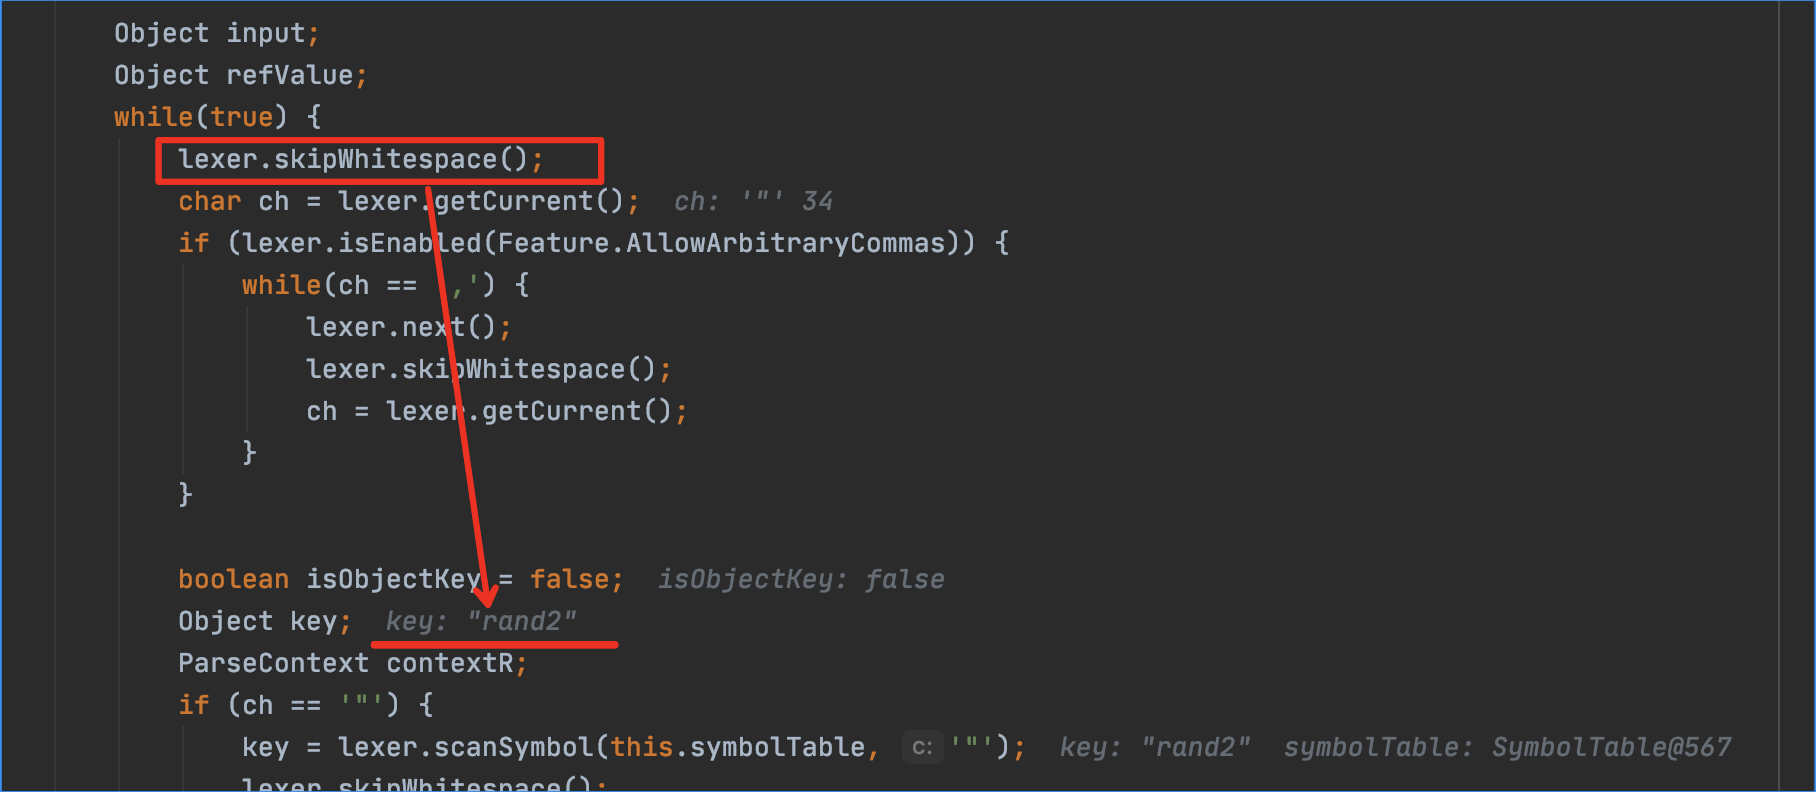 Object input;
Object refValue;
while(true) {
lexer.skipWhitespace();
char ch = lexer.getCurrent(); ch: '"' 34
if (lexer.isEnabled(Feature.AllowArbitraryCommas)) {
while(ch == ,') {
lexer.next();
lexer.skipWhitespace();
ch = lexer.getCurrent();
}
}
boolean isObjectKey = false; isObjectKey: false
Object key; key: "rand2"
ParseContext contextR;
if (ch == '"') {
key = lexer.scanSymbol(this.symbolTable, c: '"'); key: "rand2" symbolTable: SymbolTable@567
lexer.skipWhitespace();